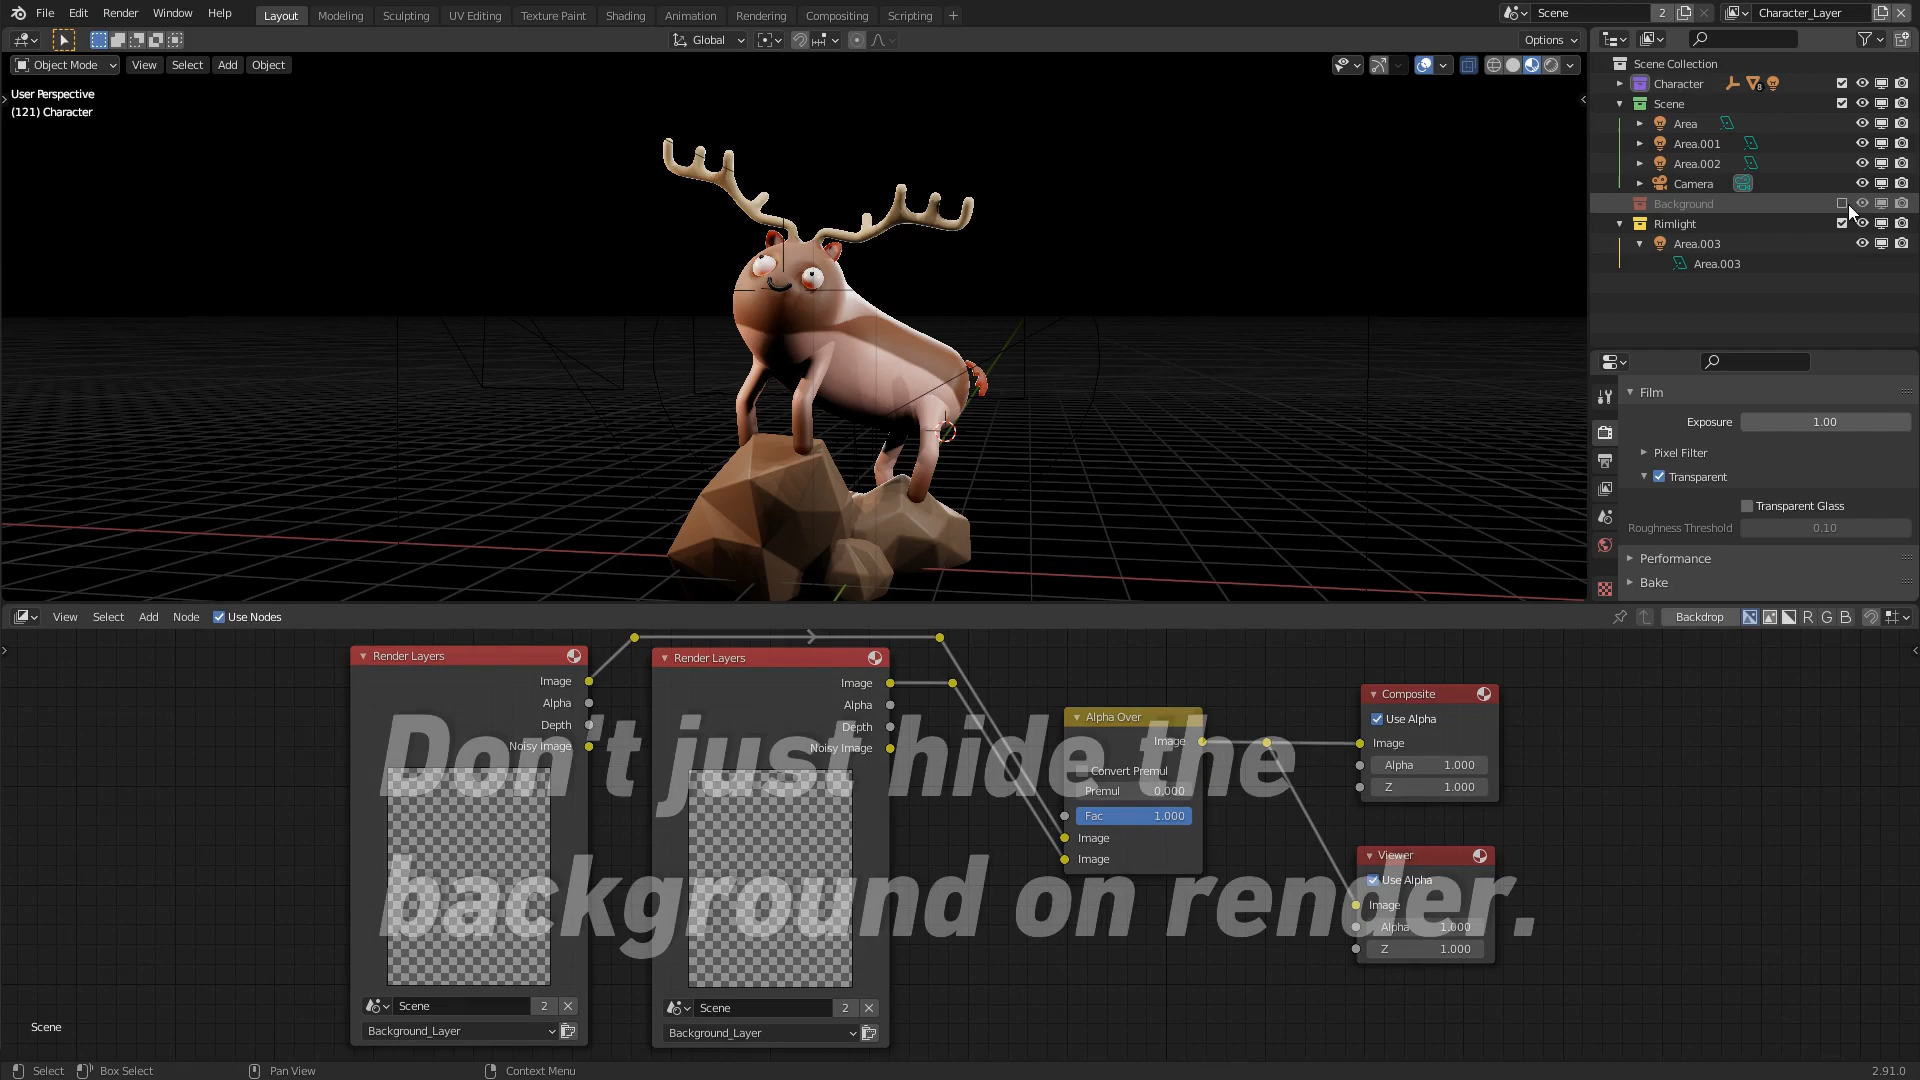 File Edit Render Window Help Layout Modeling Sculpting UV Editing Texture Paint Shading Animation Rendering Compositing Scripting + Scene 2 Character_Layer
Global Options
Object Mode View Select Add Object
User Perspective
(121) Character
Scene Collection
Character 8
Scene
Area
Area.001
Area.002
Camera
Background
Rimlight
Area.003
Area.003
Film
Exposure 1.00
Pixel Filter
Transparent
Transparent Glass
Roughness Threshold 0.10
Performance
Bake
View Select Add Node Use Nodes Backdrop R G B
Render Layers
Image
Alpha
Depth
Noisy Image
Scene 2
Background_Layer
Render Layers
Image
Alpha
Depth
Noisy Image
Scene 2
Background_Layer
Alpha Over
Image
Convert Premul
Premul 0.000
Fac 1.000
Image
Image
Composite
Use Alpha
Image
Alpha 1.000
Z 1.000
Viewer
Use Alpha
Image
Alpha 1.000
Z 1.000
Don't just hide the
background on render.
Scene
Select Box Select Pan View Context Menu 2.91.0